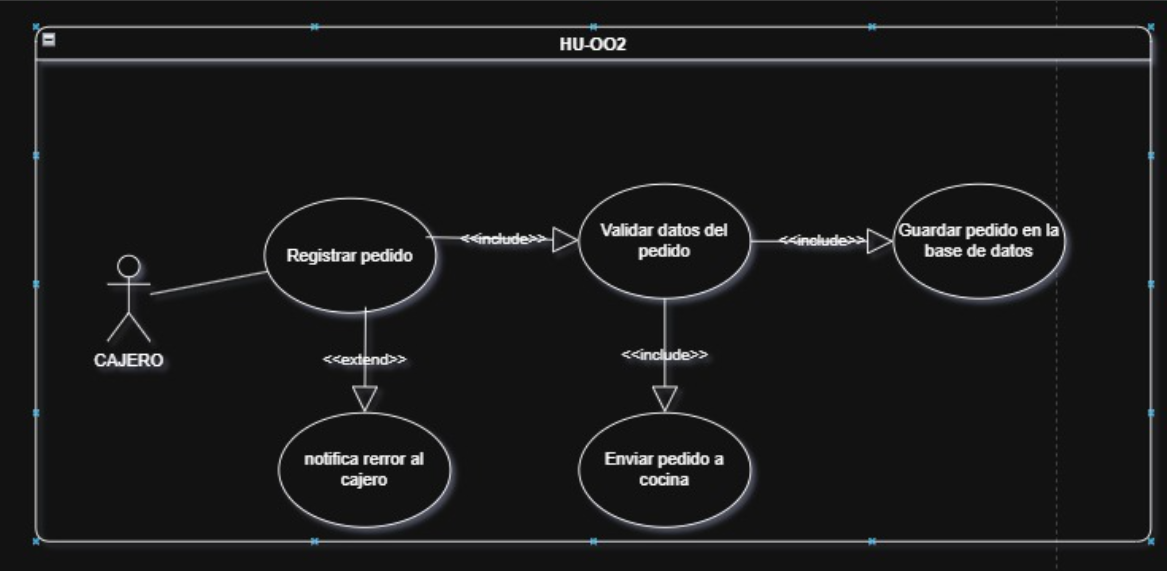 HU-OO2
Registrar pedido
<<include>>
Validar datos del
pedido
<<include>>
Guardar pedido en la
base de datos
CAJERO
<<extend>>
<<include>>
notifica rerror al
cajero
Enviar pedido a
cocina